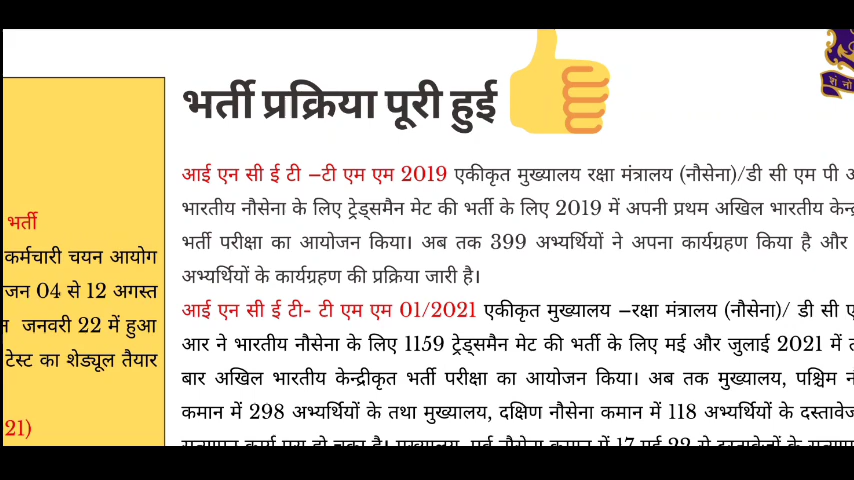 भर्ती प्रक्रिया पूरी हुई
शं नो
भर्ती
कर्मचारी चयन आयोग
जन 04 से 12 अगस्त
जनवरी 22 में हुआ
टेस्ट का शेड्यूल तैयार
21)
आई एन सी ई टी –टी एम एम 2019 एकीकृत मुख्यालय रक्षा मंत्रालय (नौसेना)/डी सी एम पी
भारतीय नौसेना के लिए ट्रेड्समैन मेट की भर्ती के लिए 2019 में अपनी प्रथम अखिल भारतीय
भर्ती परीक्षा का आयोजन किया। अब तक 399 अभ्यर्थियों ने अपना कार्यग्रहण किया है और
अभ्यर्थियों के कार्यग्रहण की प्रक्रिया जारी है।
आई एन सी ई टी- टी एम एम 01/2021 एकीकृत मुख्यालय –रक्षा मंत्रालय (नौसेना)/ डी सी
आर ने भारतीय नौसेना के लिए 1159 ट्रेड्समैन मेट की भर्ती के लिए मई और जुलाई 2021 में
बार अखिल भारतीय केन्द्रीकृत भर्ती परीक्षा का आयोजन किया। अब तक मुख्यालय, पश्चिम
कमान में 298 अभ्यर्थियों के तथा मुख्यालय, दक्षिण नौसेना कमान में 118 अभ्यर्थियों के